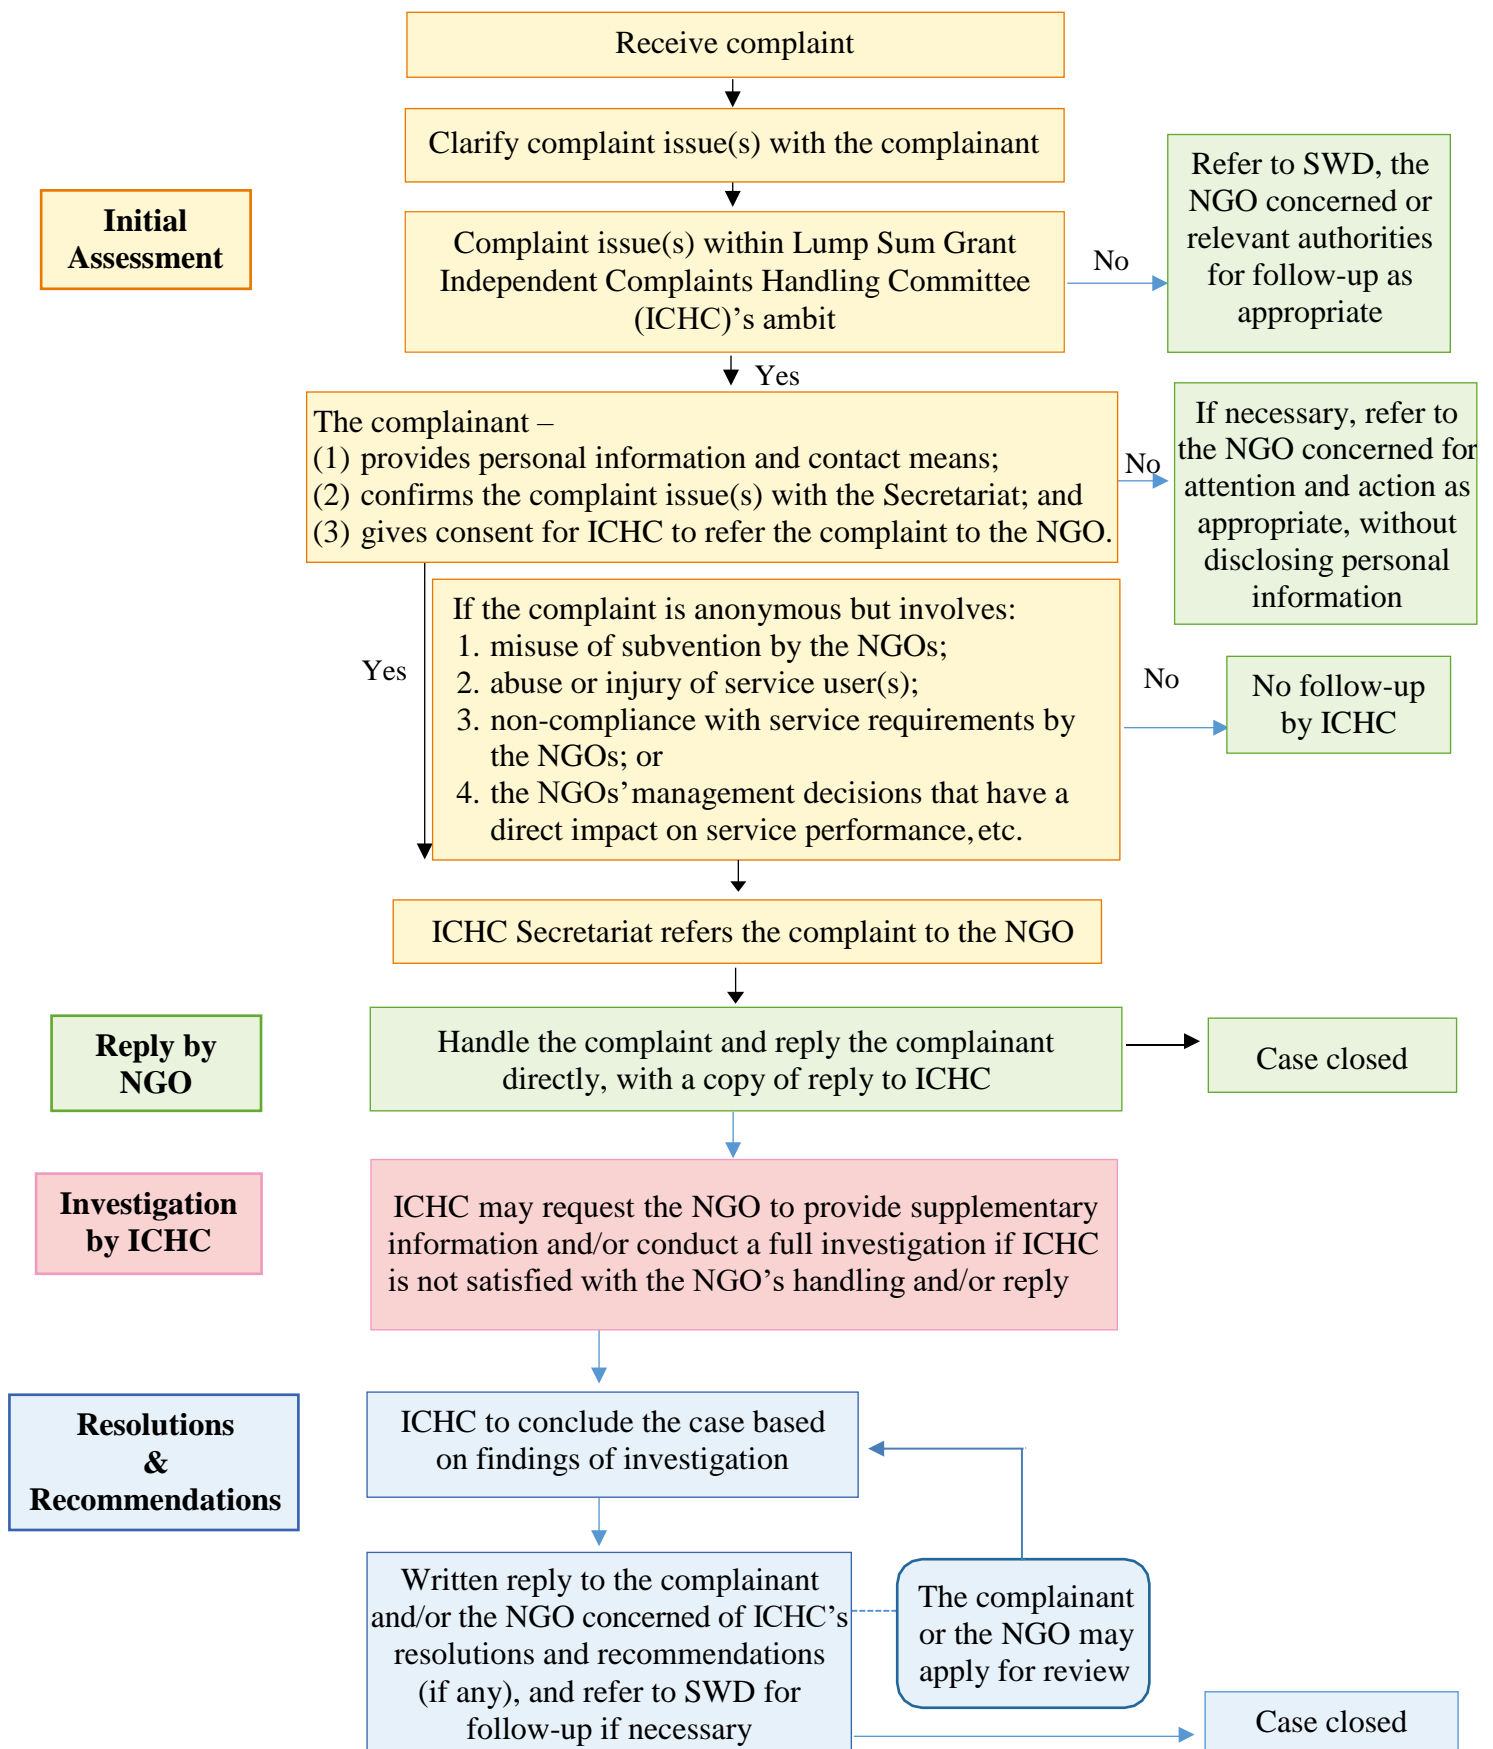 Receive complaint
Clarify complaint issue(s) with the complainant
Initial
Assessment
Complaint issue(s) within Lump Sum Grant
Independent Complaints Handling Committee
(ICHC)’s ambit
No
Refer to SWD, the
NGO concerned or
relevant authorities
for follow-up as
appropriate
Yes
The complainant –
(1) provides personal information and contact means;
(2) confirms the complaint issue(s) with the Secretariat; and
(3) gives consent for ICHC to refer the complaint to the NGO.
No
If necessary, refer to
the NGO concerned for
attention and action as
appropriate, without
disclosing personal
information
Yes
If the complaint is anonymous but involves:
1. misuse of subvention by the NGOs;
2. abuse or injury of service user(s);
3. non-compliance with service requirements by
the NGOs; or
4. the NGOs’ management decisions that have a
direct impact on service performance, etc.
No
No follow-up
by ICHC
ICHC Secretariat refers the complaint to the NGO
Reply by
NGO
Handle the complaint and reply the complainant
directly, with a copy of reply to ICHC
Case closed
Investigation
by ICHC
ICHC may request the NGO to provide supplementary
information and/or conduct a full investigation if ICHC
is not satisfied with the NGO’s handling and/or reply
Resolutions
&
Recommendations
ICHC to conclude the case based
on findings of investigation
Written reply to the complainant
and/or the NGO concerned of ICHC’s
resolutions and recommendations
(if any), and refer to SWD for
follow-up if necessary
The complainant
or the NGO may
apply for review
Case closed